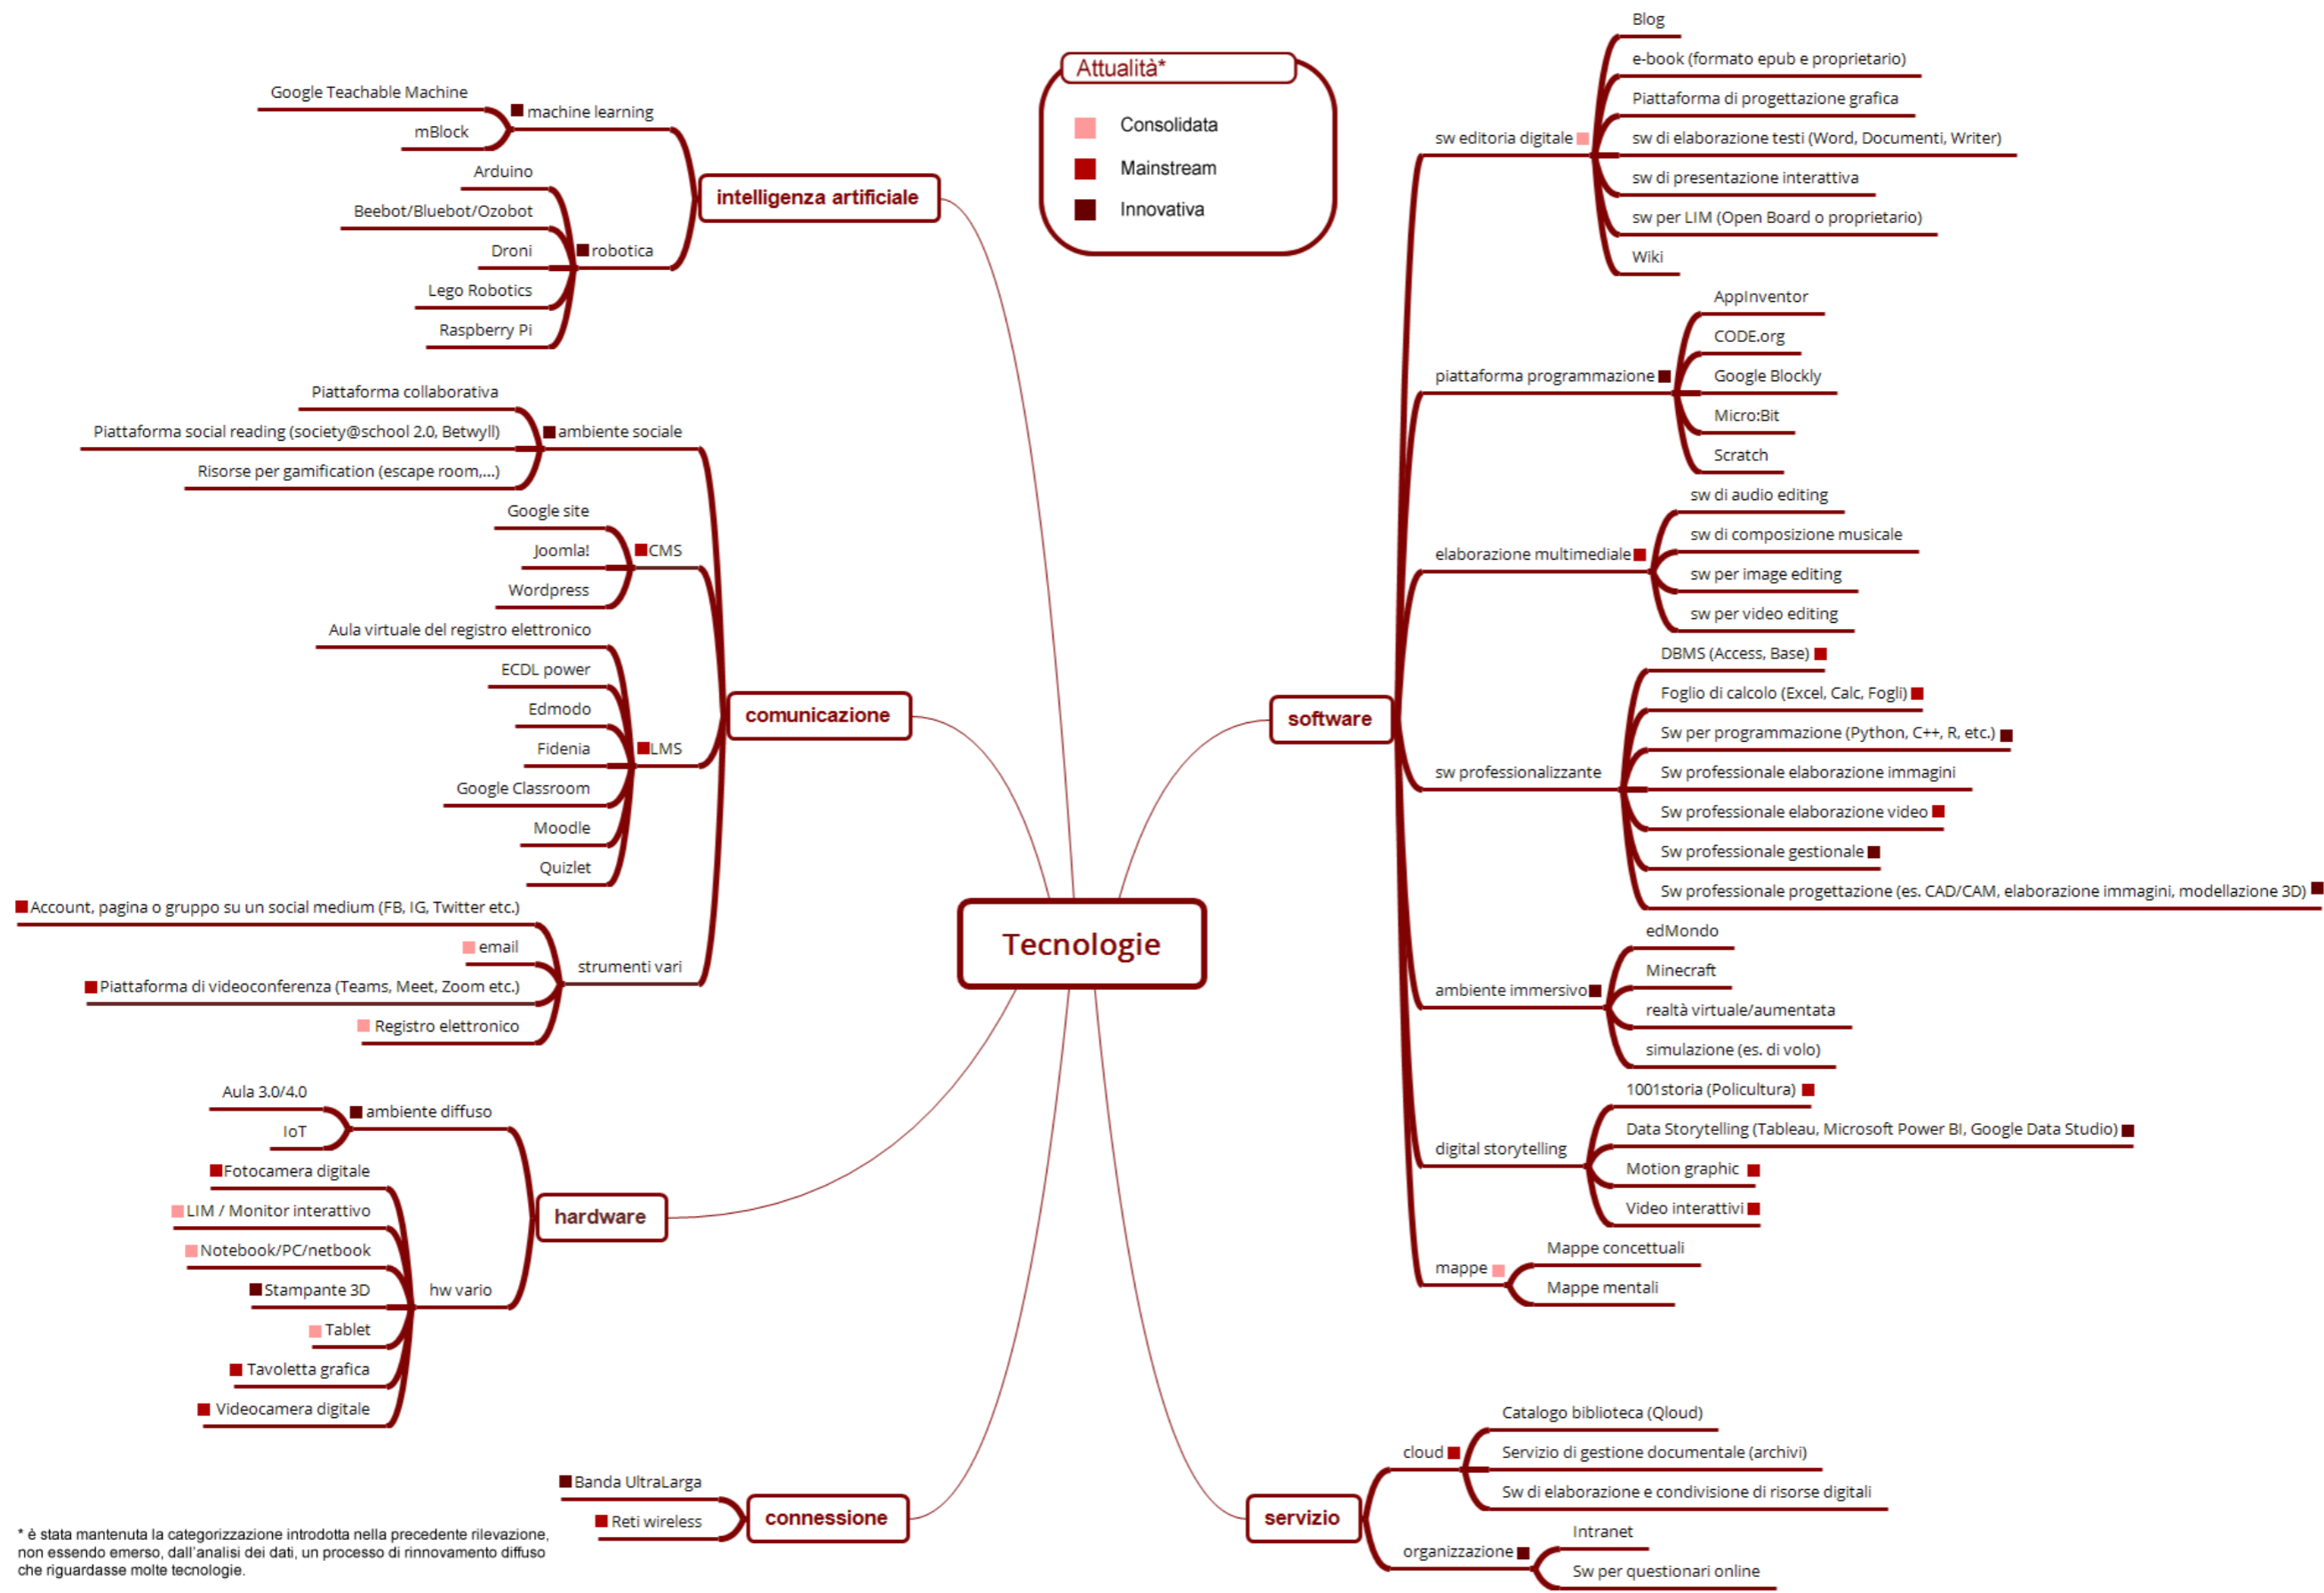 Attualità*
Consolidata
Mainstream
Innovativa
Tecnologie
intelligenza artificiale
machine learning
Google Teachable Machine
mBlock
robotica
Arduino
Beebot/Bluebot/Ozobot
Droni
Lego Robotics
Raspberry Pi
comunicazione
ambiente sociale
Piattaforma collaborativa
Piattaforma social reading (society@school 2.0, Betwyll)
Risorse per gamification (escape room,...)
CMS
Google site
Joomla!
Wordpress
LMS
Aula virtuale del registro elettronico
ECDL power
Edmodo
Fidenia
Google Classroom
Moodle
Quizlet
strumenti vari
Account, pagina o gruppo su un social medium (FB, IG, Twitter etc.)
email
Piattaforma di videoconferenza (Teams, Meet, Zoom etc.)
Registro elettronico
hardware
ambiente diffuso
Aula 3.0/4.0
IoT
hw vario
Fotocamera digitale
LIM / Monitor interattivo
Notebook/PC/netbook
Stampante 3D
Tablet
Tavoletta grafica
Videocamera digitale
connessione
Banda UltraLarga
Reti wireless
software
sw editoria digitale
Blog
e-book (formato epub e proprietario)
Piattaforma di progettazione grafica
sw di elaborazione testi (Word, Documenti, Writer)
sw di presentazione interattiva
sw per LIM (Open Board o proprietario)
Wiki
piattaforma programmazione
AppInventor
CODE.org
Google Blockly
Micro:Bit
Scratch
elaborazione multimediale
sw di audio editing
sw di composizione musicale
sw per image editing
sw per video editing
sw professionalizzante
DBMS (Access, Base)
Foglio di calcolo (Excel, Calc, Fogli)
Sw per programmazione (Python, C++, R, etc.)
Sw professionale elaborazione immagini
Sw professionale elaborazione video
Sw professionale gestionale
Sw professionale progettazione (es. CAD/CAM, elaborazione immagini, modellazione 3D)
ambiente immersivo
edMondo
Minecraft
realtà virtuale/aumentata
simulazione (es. di volo)
digital storytelling
1001storia (Policultura)
Data Storytelling (Tableau, Microsoft Power BI, Google Data Studio)
Motion graphic
Video interattivi
mappe
Mappe concettuali
Mappe mentali
servizio
cloud
Catalogo biblioteca (Qloud)
Servizio di gestione documentale (archivi)
Sw di elaborazione e condivisione di risorse digitali
organizzazione
Intranet
Sw per questionari online
* è stata mantenuta la categorizzazione introdotta nella precedente rilevazione,
non essendo emerso, dall'analisi dei dati, un processo di rinnovamento diffuso
che riguardasse molte tecnologie.